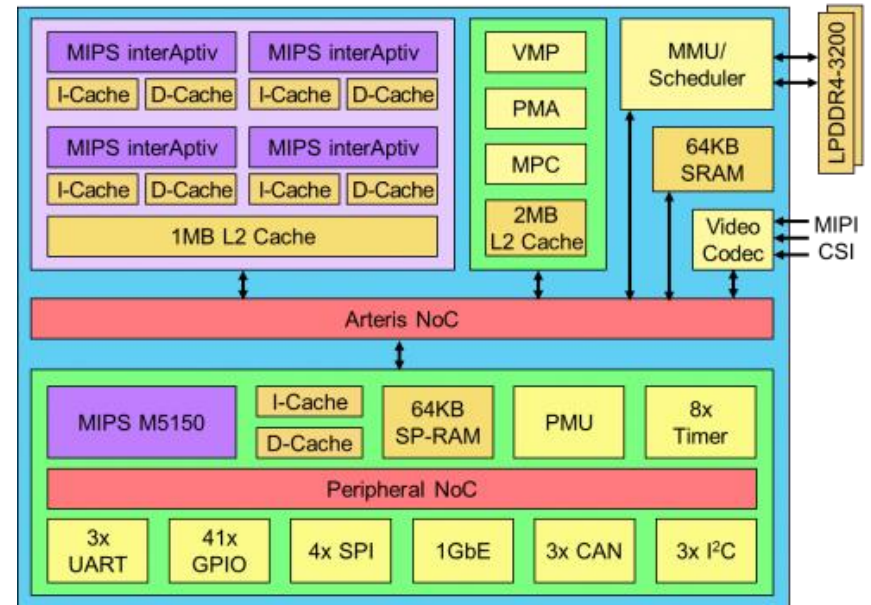 MIPS interAptiv
MIPS interAptiv
I-Cache
D-Cache
I-Cache
D-Cache
MIPS interAptiv
MIPS interAptiv
I-Cache
D-Cache
I-Cache
D-Cache
1MB L2 Cache
VMP
PMA
MPC
2MB
L2 Cache
MMU/
Scheduler
LPDDR4-3200
64KB
SRAM
Video
Codec
MIPI
CSI
Arteris NoC
MIPS M5150
I-Cache
D-Cache
64KB
SP-RAM
PMU
8x
Timer
Peripheral NoC
3x
UART
41x
GPIO
4x SPI
1GbE
3x CAN
3x I²C